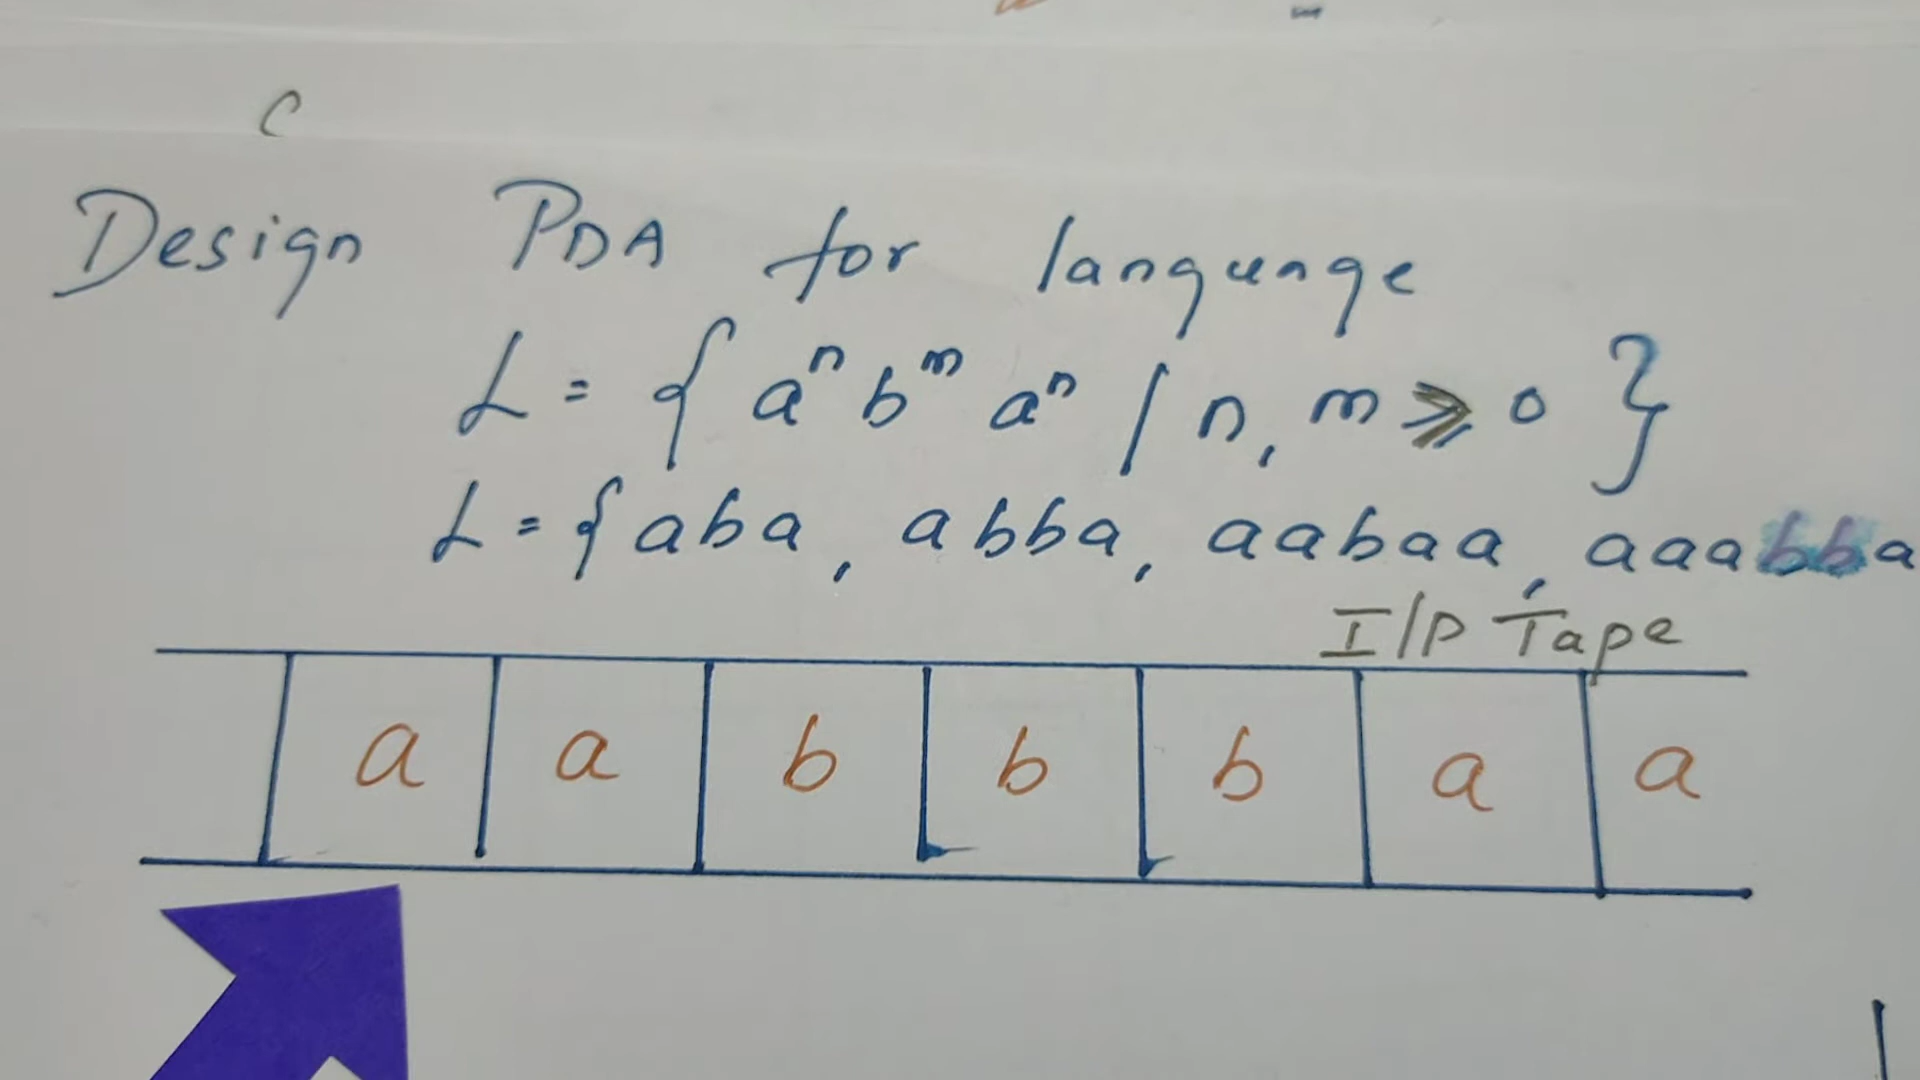 C
Design PDA for language
L = { aⁿ bᵐ aⁿ / n, m ≥ 0 }
L = { aba, abba, aabaa, aaabba
I/P Tape
a a b b b a a